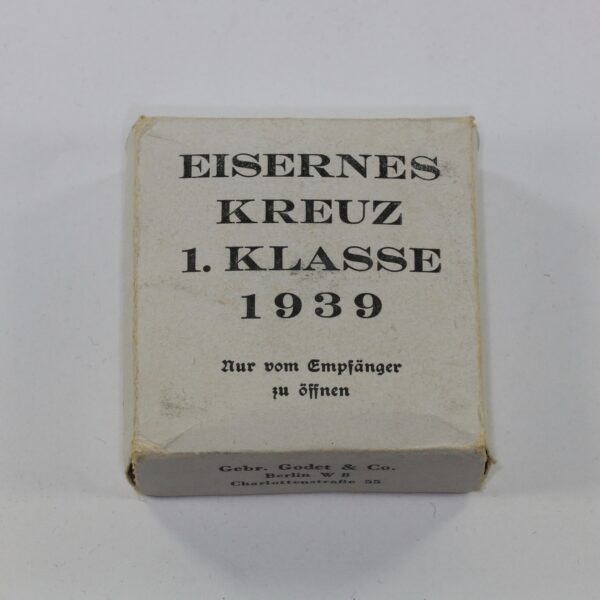 EISERNES
KREUZ
1. KLASSE
1939
Nur vom Empfänger
zu öffnen
Gebr. Godet & Co.
Berlin W 8
Charlottenstraße 55